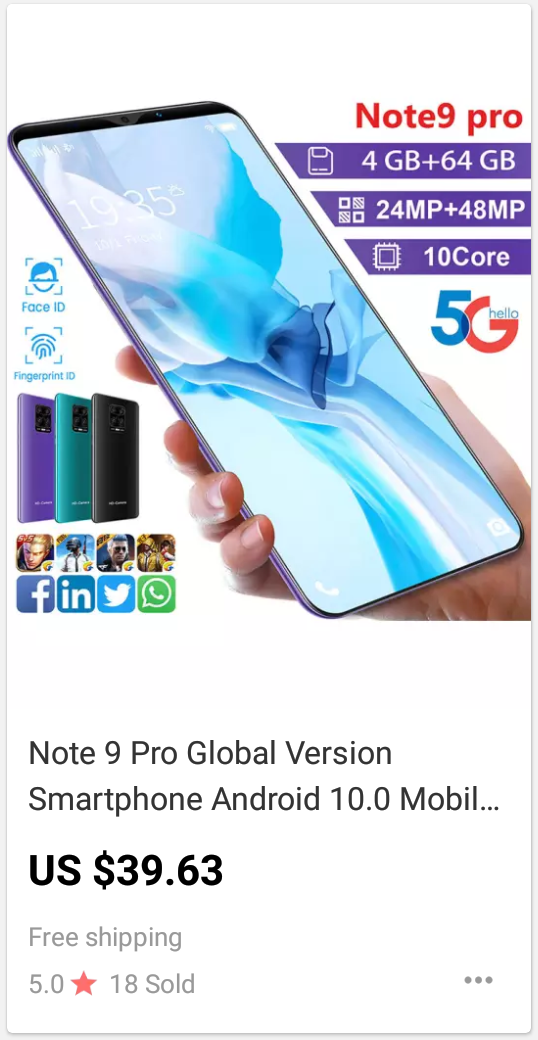 Note9 pro
4 GB+64 GB
24MP+48MP
10Core
5G
hello
19:35
Face ID
Fingerprint ID
Note 9 Pro Global Version
Smartphone Android 10.0 Mobil...
US $39.63
Free shipping
5.0 18 Sold